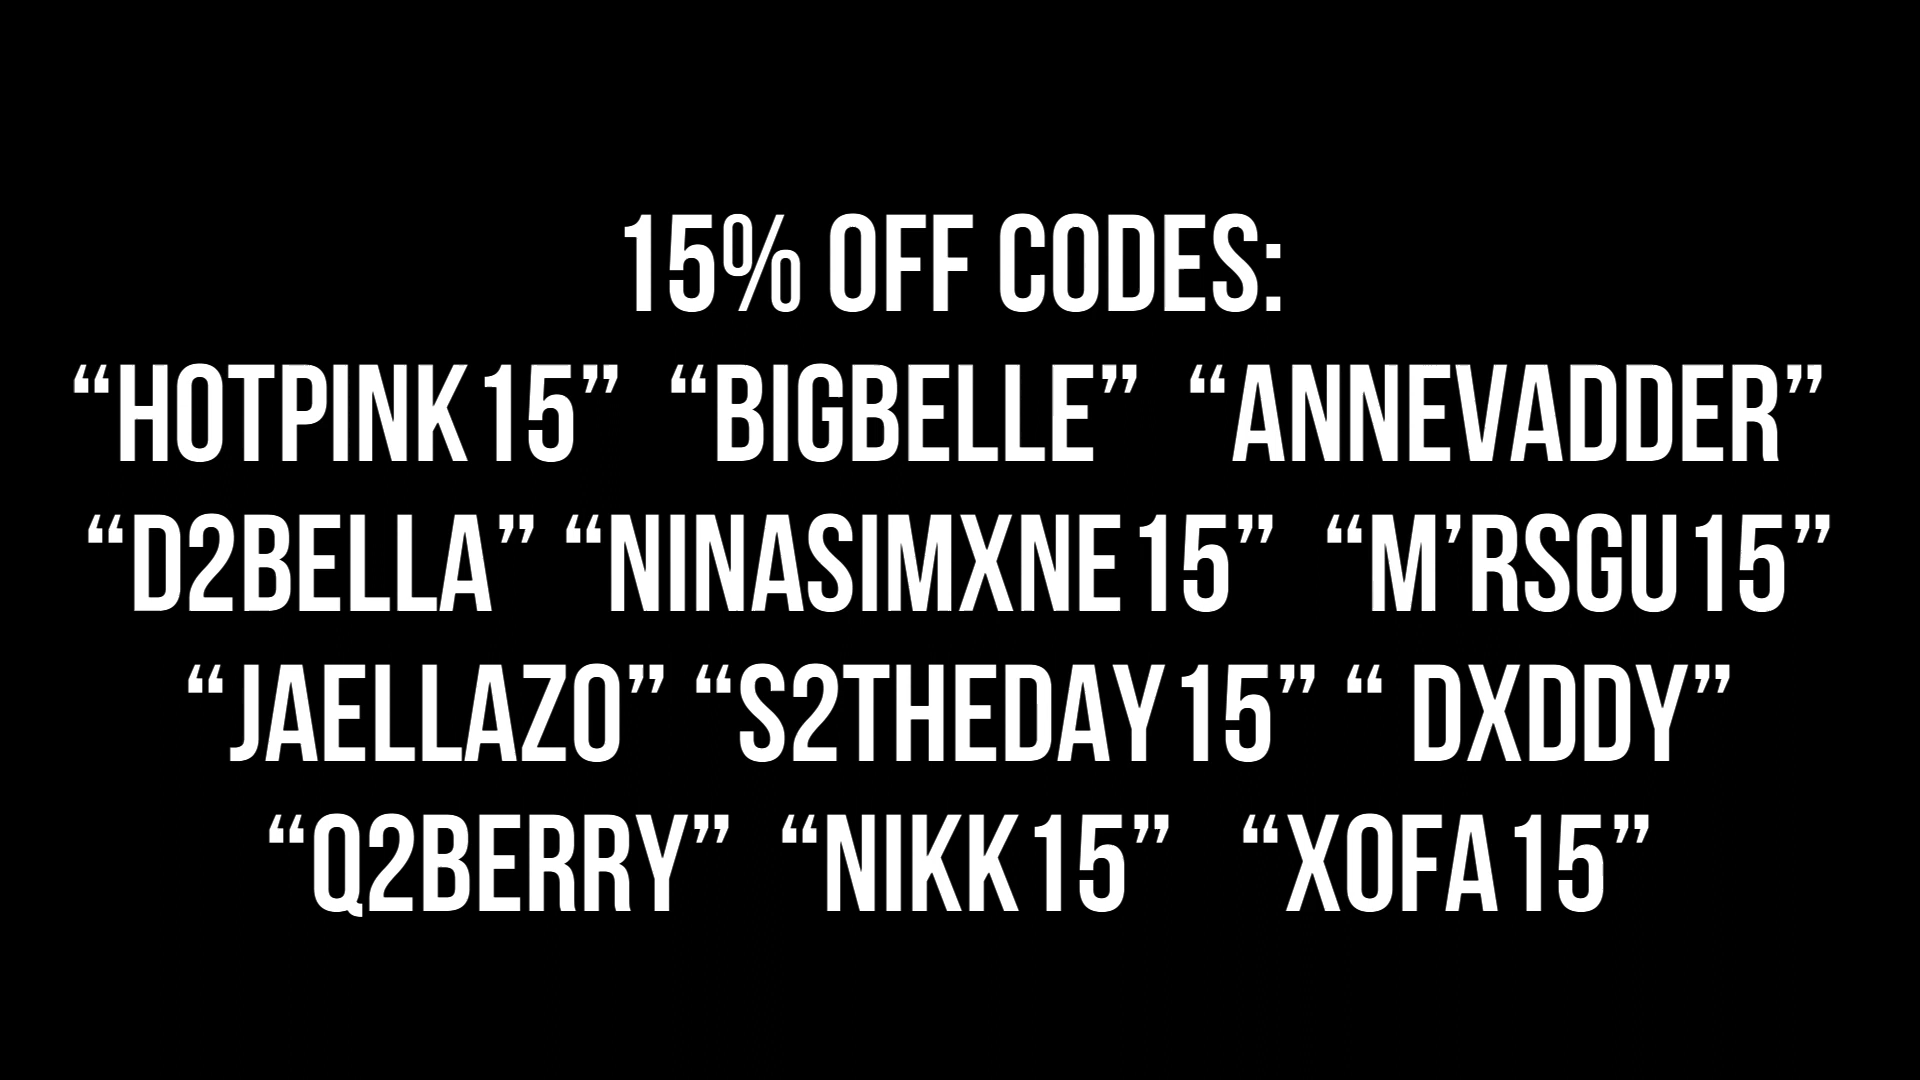 15% OFF CODES:
“HOTPINK15” “BIGBELLE” “ANNEVADDER”
“D2BELLA” “NINASIMXNE15” “M’RSGU15”
“JAELLAZO” “S2THEDAY15” “ DXDDY”
“Q2BERRY” “NIKK15” “XOFA15”